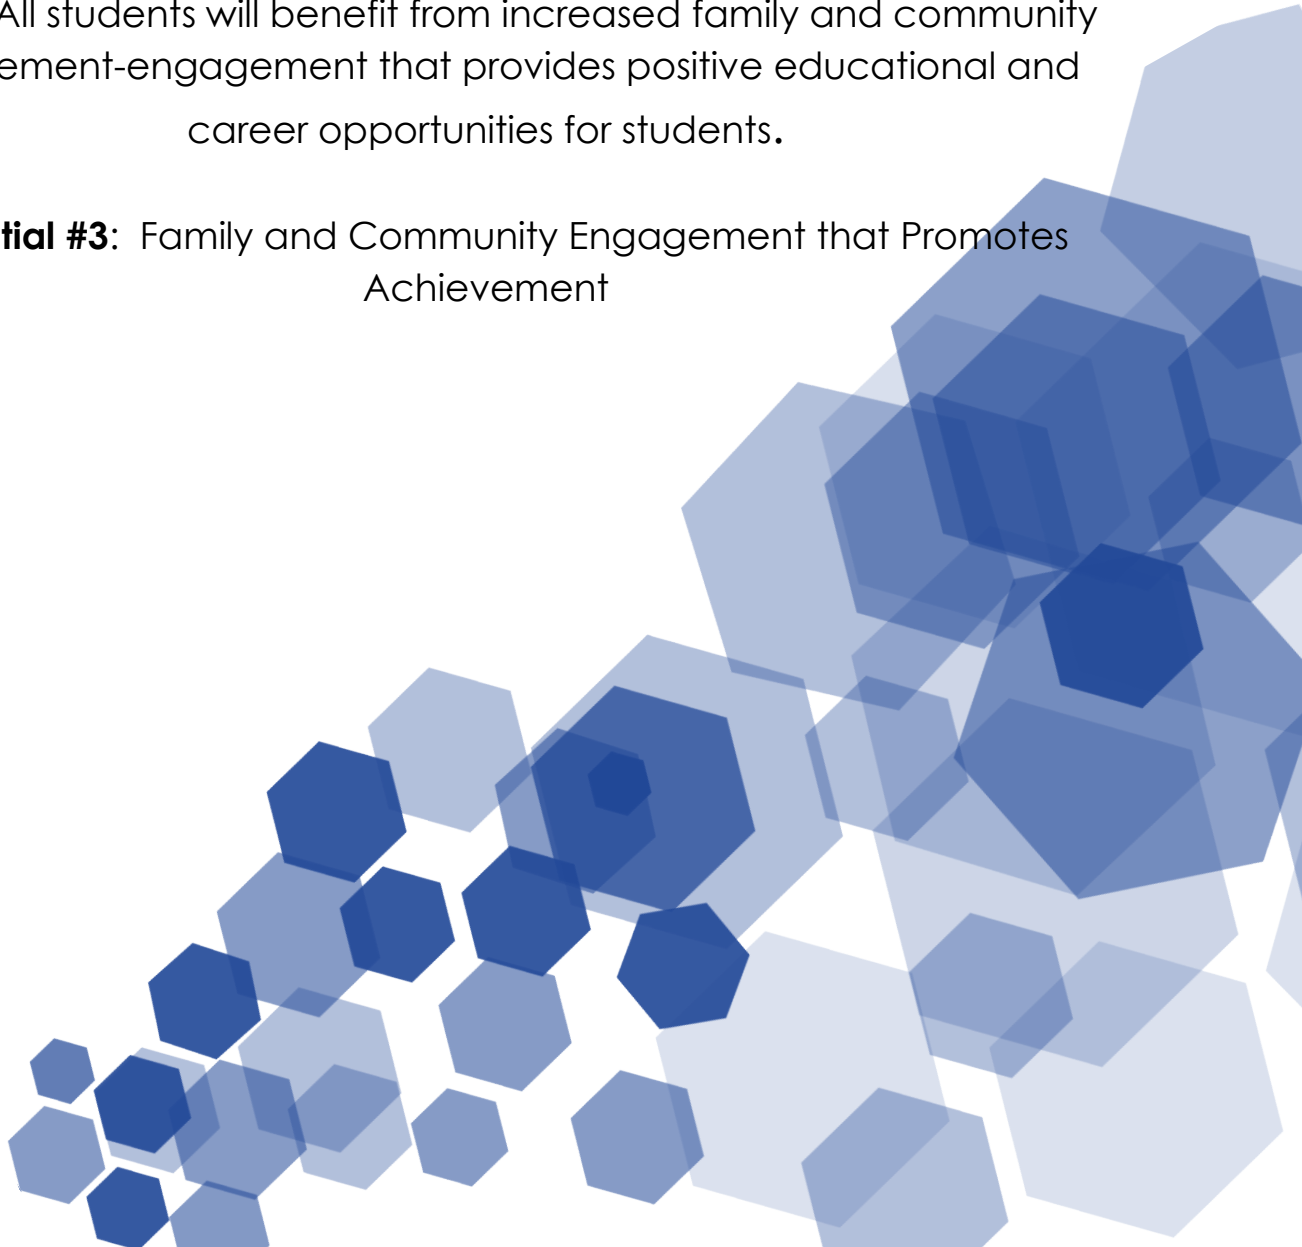 All students will benefit from increased family and community
ement-engagement that provides positive educational and
career opportunities for students.
tial #3: Family and Community Engagement that Promotes
Achievement